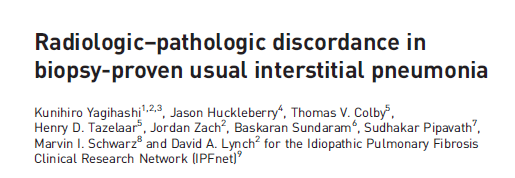 Radiologic–pathologic discordance in
biopsy-proven usual interstitial pneumonia
Kunihiro Yagihashi1,2,3, Jason Huckleberry4, Thomas V. Colby5,
Henry D. Tazelaar5, Jordan Zach2, Baskaran Sundaram6, Sudhakar Pipavath7,
Marvin I. Schwarz8 and David A. Lynch2 for the Idiopathic Pulmonary Fibrosis
Clinical Research Network (IPFnet)9